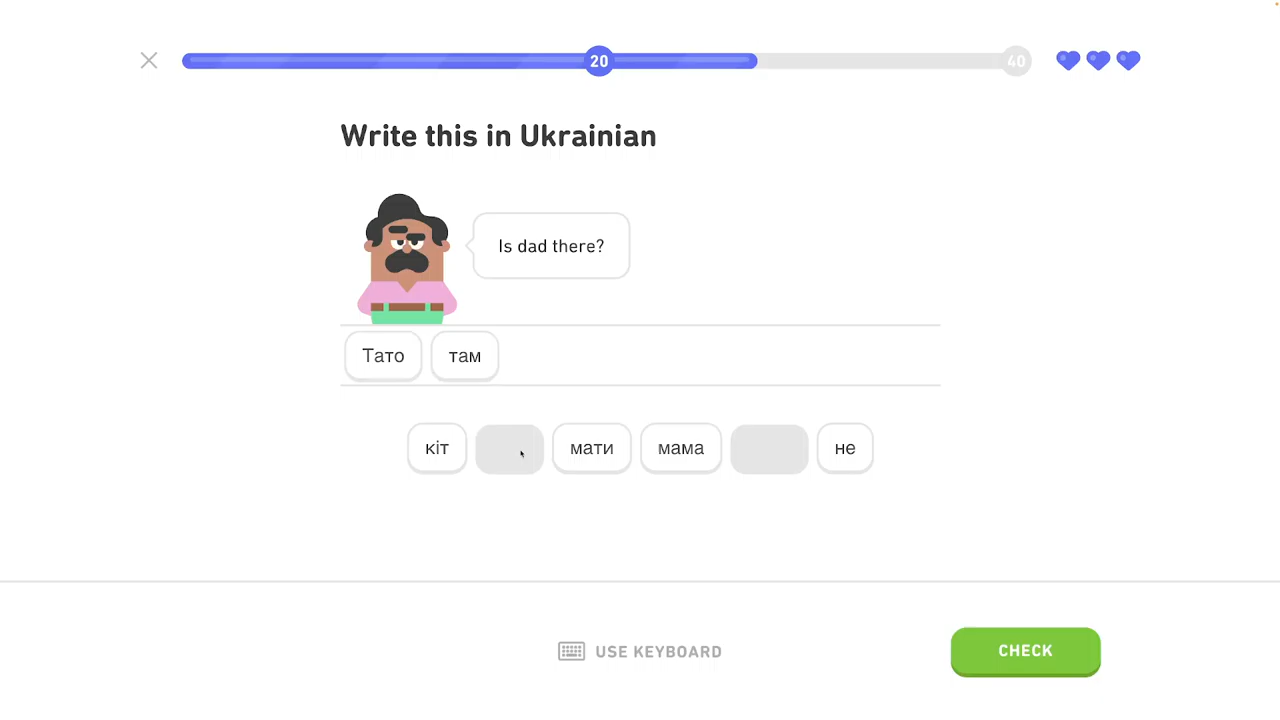 20
40
Write this in Ukrainian
Is dad there?
Тато там
кіт мати мама не
USE KEYBOARD
CHECK